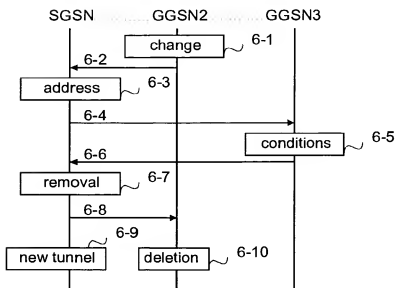 SGSN GGSN2 GGSN3
change 6-1
6-2
address 6-3
6-4
conditions 6-5
6-6
removal 6-7
6-8
6-9
new tunnel deletion 6-10